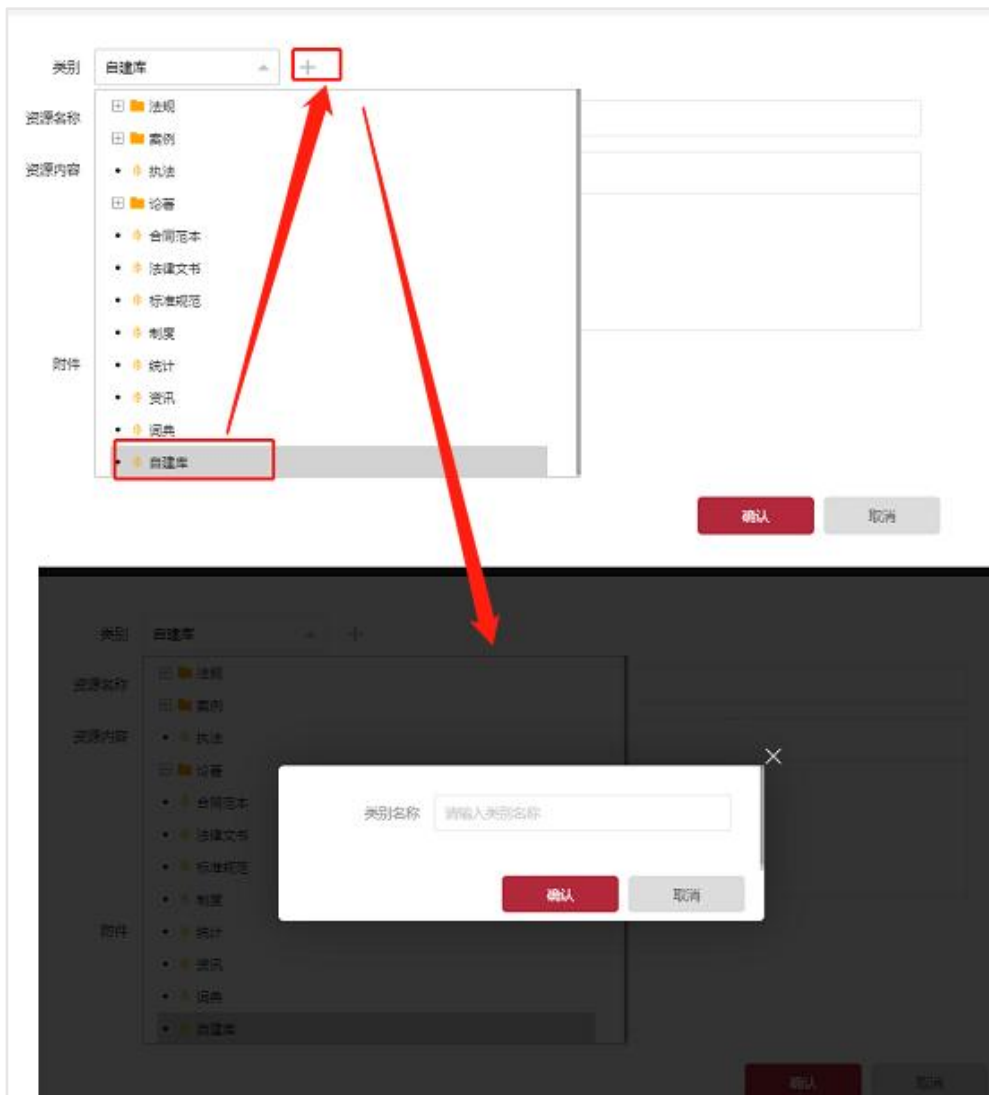 类别 自建库 +
法规
资源名称
案例
资源内容
执法
论著
合同范本
法律文书
标准规范
制度
附件
统计
资讯
词典
自建库
确认 取消
类别 自建库 +
法规
资源名称
案例
资源内容
执法
论著
合同范本
类别名称 请输入类别名称
法律文书
标准规范
制度
确认 取消
附件
统计
资讯
词典
自建库
确认 取消